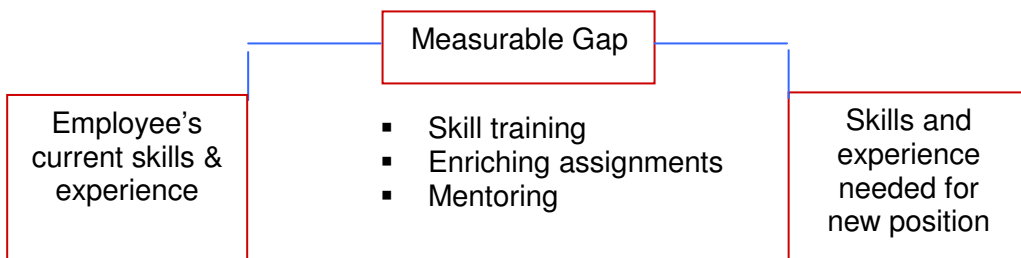 Measurable Gap
Employee’s
current skills &
experience
▪ Skill training
▪ Enriching assignments
▪ Mentoring
Skills and
experience
needed for
new position